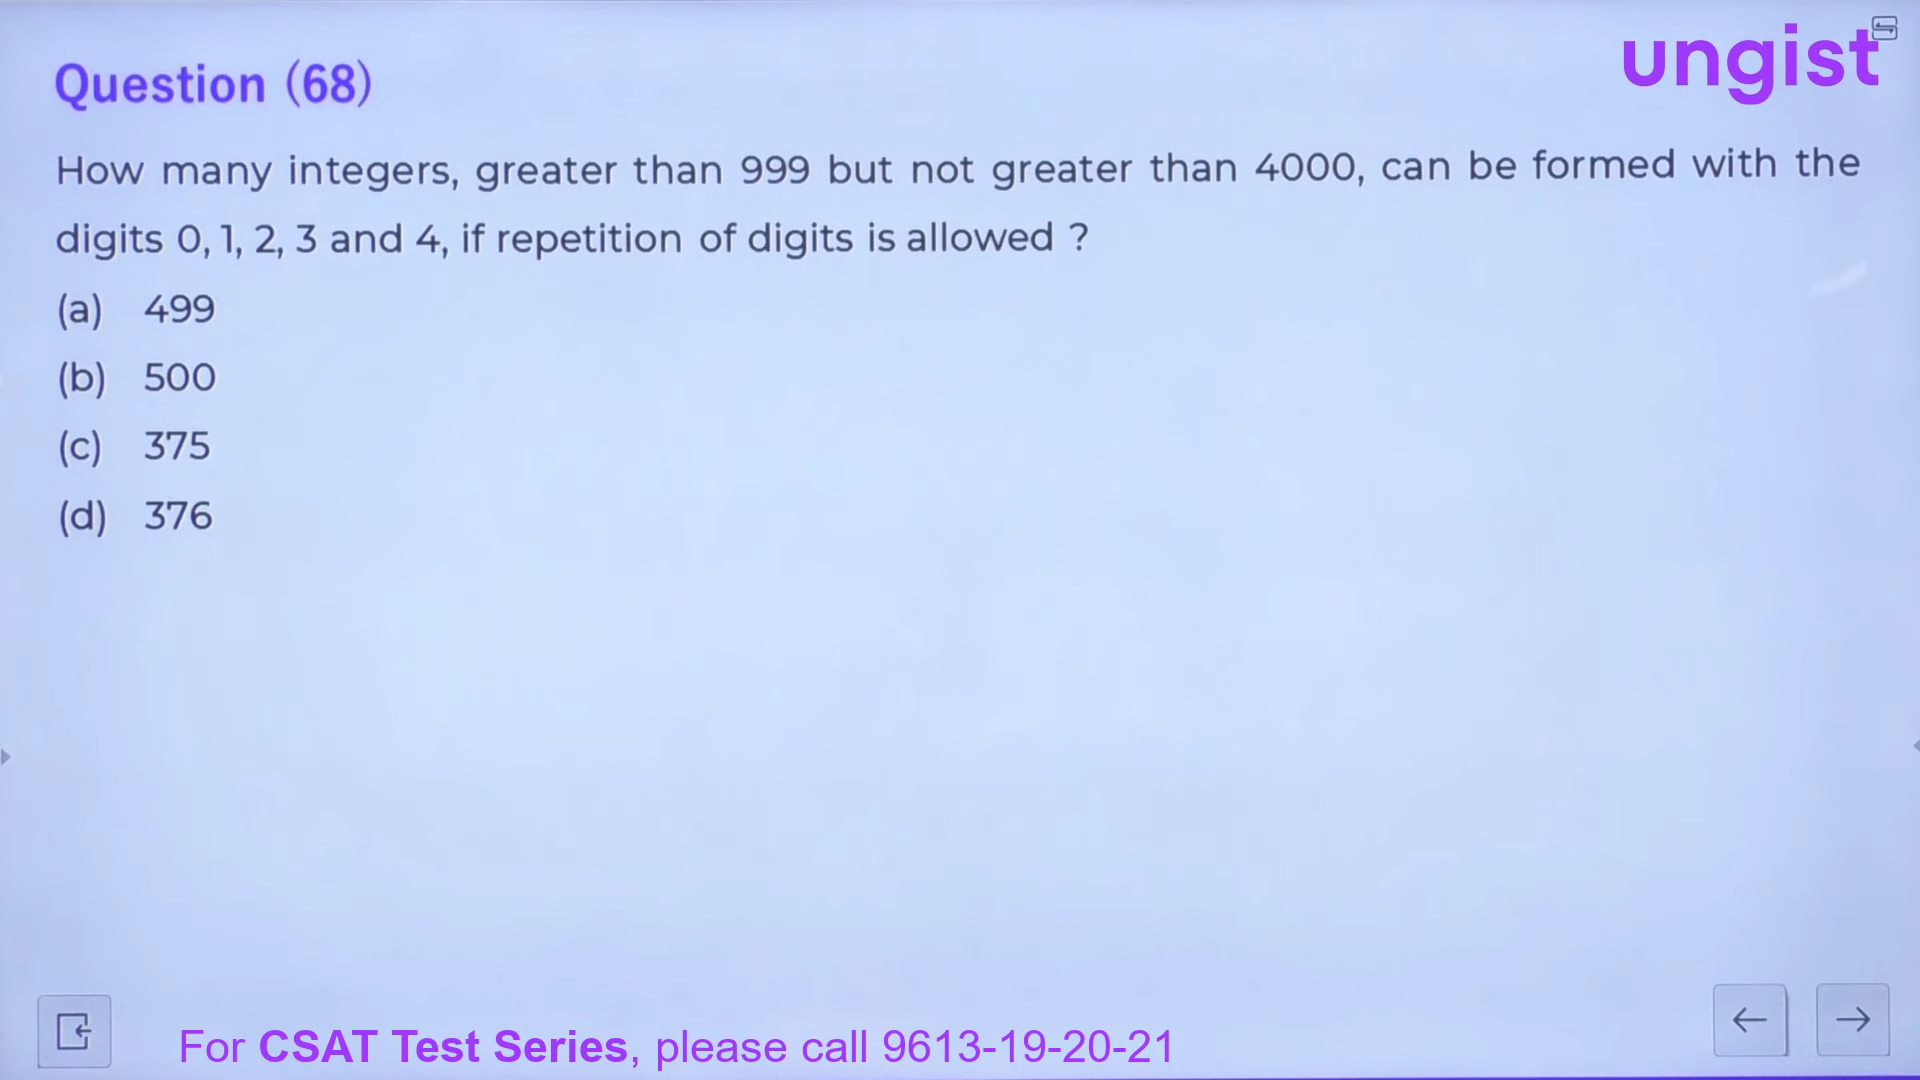 ungist
Question (68)
How many integers, greater than 999 but not greater than 4000, can be formed with the
digits 0, 1, 2, 3 and 4, if repetition of digits is allowed ?
(a) 499
(b) 500
(c) 375
(d) 376
For CSAT Test Series, please call 9613-19-20-21